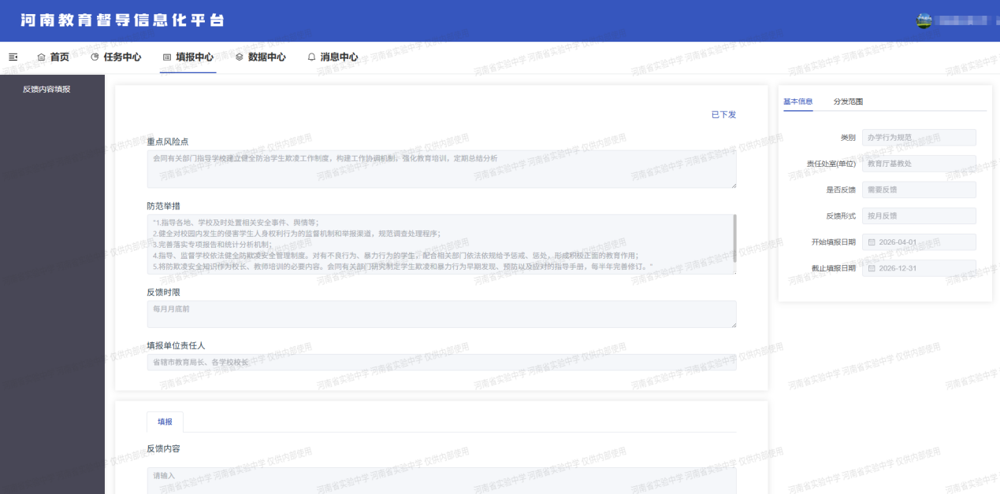 河南教育督导信息化平台
首页 任务中心 填报中心 数据中心 消息中心
反馈内容填报
已下发
重点风险点
会同有关部门指导学校建立健全防治学生欺凌工作制度，构建工作协调机制、强化教育培训，定期总结分析
防范举措
"1.指导各地、学校及时处置相关安全事件、舆情等；
2.健全对校园内发生的侵害学生人身权利行为的监督机制和举报渠道，规范调查处理程序；
3.完善落实专项报告和统计分析机制；
4.指导、监督学校依法健全防欺凌安全管理制度。对有不良行为、暴力行为的学生，配合相关部门依法依规给予惩戒、惩处，形成积极正面的教育作用；
5.将防欺凌安全知识作为校长、教师培训的必要内容。会同有关部门研究制定学生欺凌和暴力行为早期发现、预防以及应对的指导手册，每半年完善修订。"
反馈时限
每月月底前
填报单位责任人
省辖市教育局长、各学校校长
填报
反馈内容
请输入
基本信息 分发范围
类别 办学行为规范
责任处室(单位) 教育厅基教处
是否反馈 需要反馈
反馈形式 按月反馈
开始填报日期 2026-04-01
截止填报日期 2026-12-31
河南省实验中学 仅供内部使用